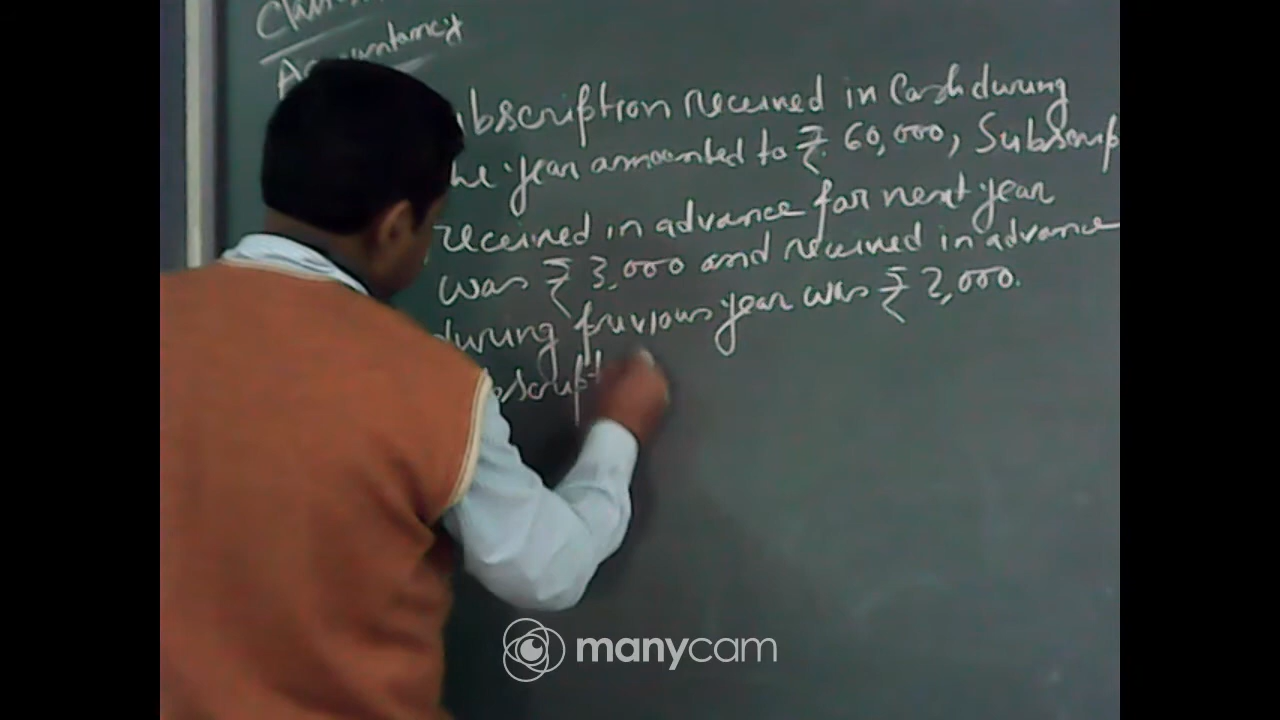 Accountancy
ubscription received in Cash during
he year amounted to ₹. 60,000, Subscrip
received in advance for next year
was ₹ 3,000 and received in advance
during previous year was ₹ 2,000.
bscript
manycam